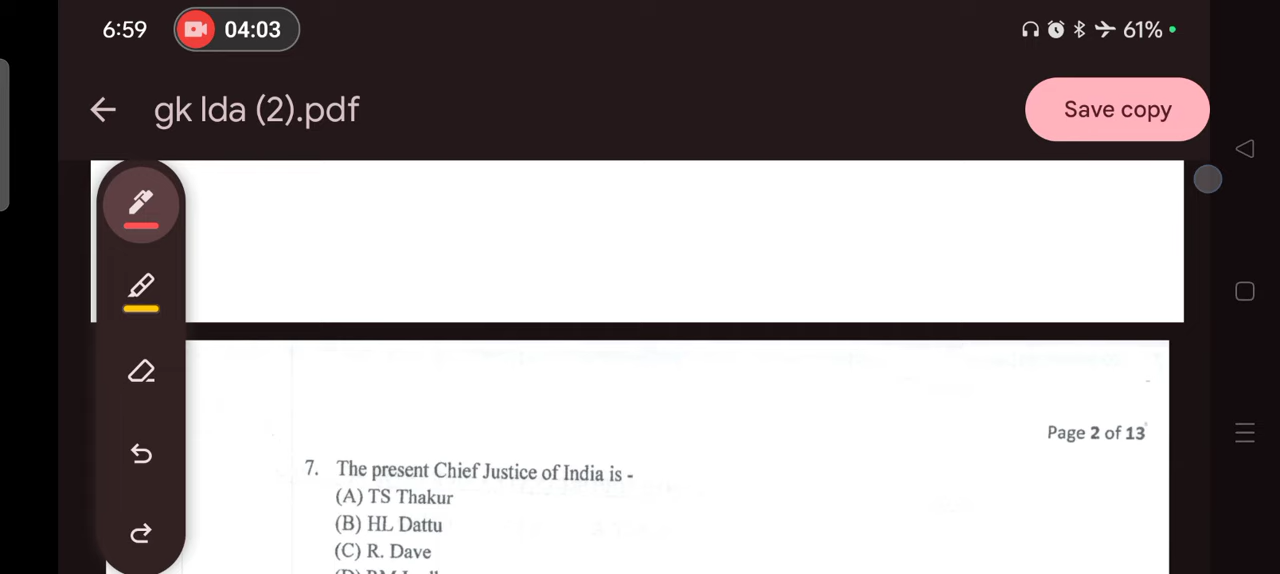 6:59 04:03 61%
gk lda (2).pdf
Save copy
Page 2 of 13
7. The present Chief Justice of India is -
(A) TS Thakur
(B) HL Dattu
(C) R. Dave